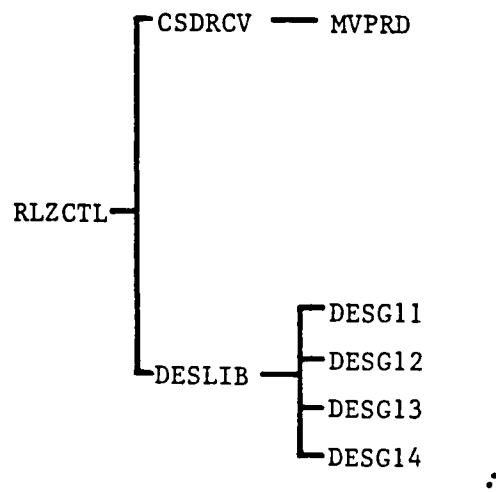 CSDRCV MVPRD
RLZCTL
DESG11
DESG12
DESLIB
DESG13
DESG14